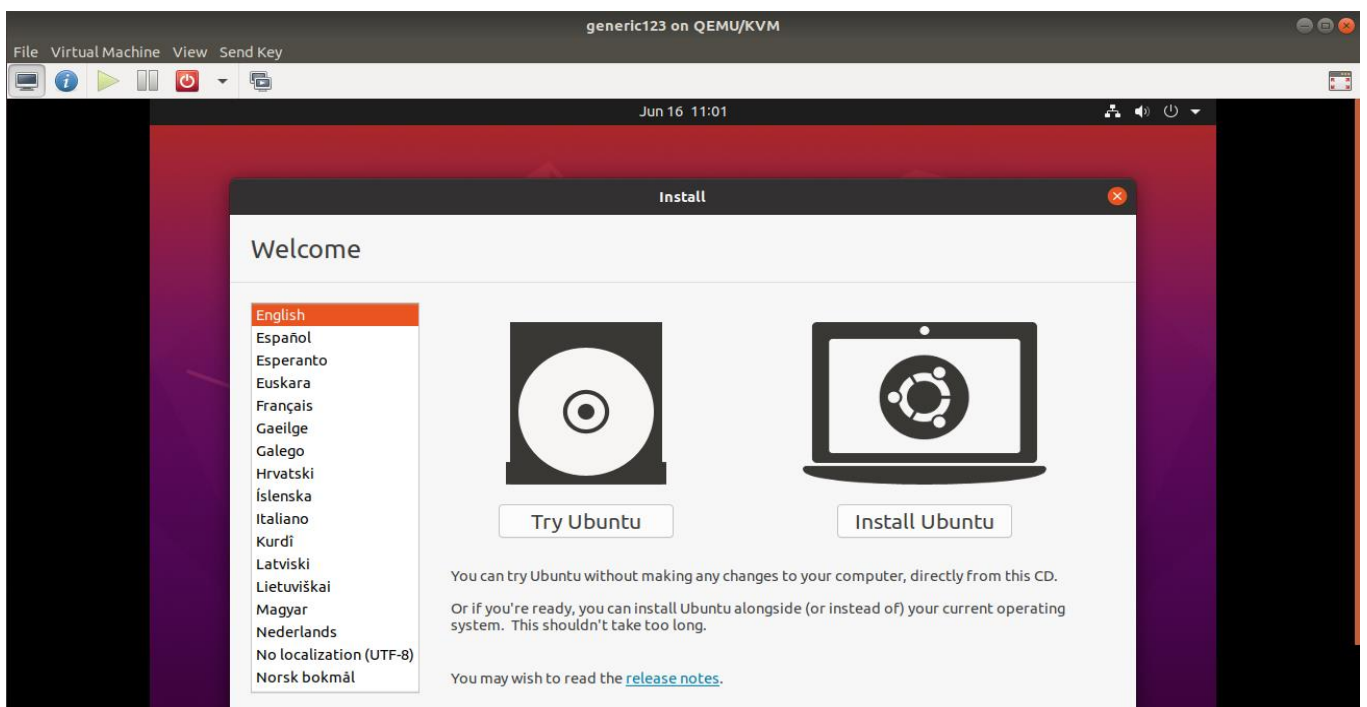 generic123 on QEMU/KVM
File Virtual Machine View Send Key
Jun 16 11:01
Install
Welcome
English
Español
Esperanto
Euskara
Français
Gaeilge
Galego
Hrvatski
Íslenska
Italiano
Kurdî
Latviski
Lietuviškai
Magyar
Nederlands
No localization (UTF-8)
Norsk bokmål
Try Ubuntu
Install Ubuntu
You can try Ubuntu without making any changes to your computer, directly from this CD.
Or if you're ready, you can install Ubuntu alongside (or instead of) your current operating
system. This shouldn't take too long.
You may wish to read the release notes.